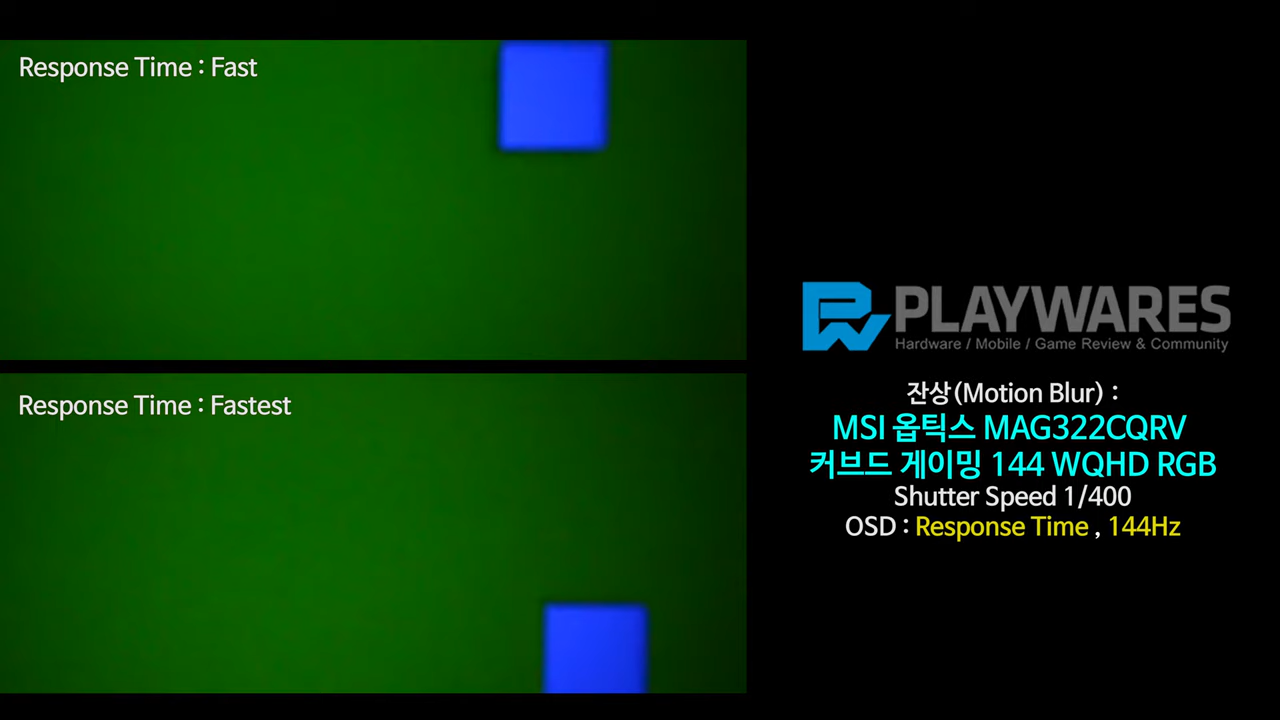 Response Time : Fast
Response Time : Fastest
PLAYWARES
Hardware / Mobile / Game Review & Community
잔상(Motion Blur) :
MSI 옵틱스 MAG322CQRV
커브드 게이밍 144 WQHD RGB
Shutter Speed 1/400
OSD : Response Time , 144Hz